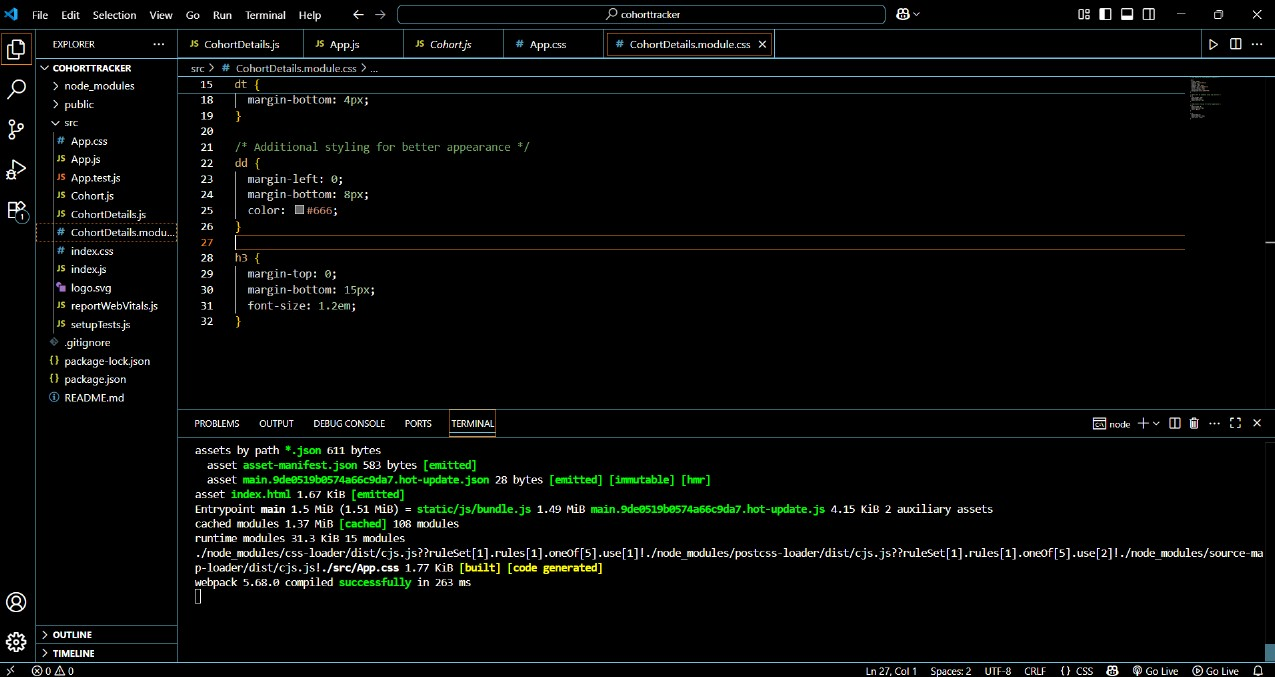 File Edit Selection View Go Run Terminal Help cohorttracker
EXPLORER
CohortDetails.js App.js Cohort.js App.css CohortDetails.module.css
src > # CohortDetails.module.css > ...
COHORTTRACKER
node_modules
public
src
# App.css
JS App.js
JS App.test.js
JS Cohort.js
JS CohortDetails.js
# CohortDetails.modu...
# index.css
JS index.js
logo.svg
JS reportWebVitals.js
JS setupTests.js
.gitignore
{} package-lock.json
{} package.json
README.md
OUTLINE
TIMELINE
1
15 dt {
18 margin-bottom: 4px;
19 }
20
21 /* Additional styling for better appearance */
22 dd {
23 margin-left: 0;
24 margin-bottom: 8px;
25 color: #666;
26 }
27
28 h3 {
29 margin-top: 0;
30 margin-bottom: 15px;
31 font-size: 1.2em;
32 }
PROBLEMS OUTPUT DEBUG CONSOLE PORTS TERMINAL node
assets by path *.json 611 bytes
asset asset-manifest.json 583 bytes [emitted]
asset main.9de0519b0574a66c9da7.hot-update.json 28 bytes [emitted] [immutable] [hmr]
asset index.html 1.67 KiB [emitted]
Entrypoint main 1.5 MiB (1.51 MiB) = static/js/bundle.js 1.49 MiB main.9de0519b0574a66c9da7.hot-update.js 4.15 KiB 2 auxiliary assets
cached modules 1.37 MiB [cached] 108 modules
runtime modules 31.3 KiB 15 modules
./node_modules/css-loader/dist/cjs.js??ruleSet[1].rules[1].oneOf[5].use[1]!./node_modules/postcss-loader/dist/cjs.js??ruleSet[1].rules[1].oneOf[5].use[2]!./node_modules/source-ma
p-loader/dist/cjs.js!./src/App.css 1.77 KiB [built] [code generated]
webpack 5.68.0 compiled successfully in 263 ms
0 0 Ln 27, Col 1 Spaces: 2 UTF-8 CRLF {} CSS Go Live Go Live